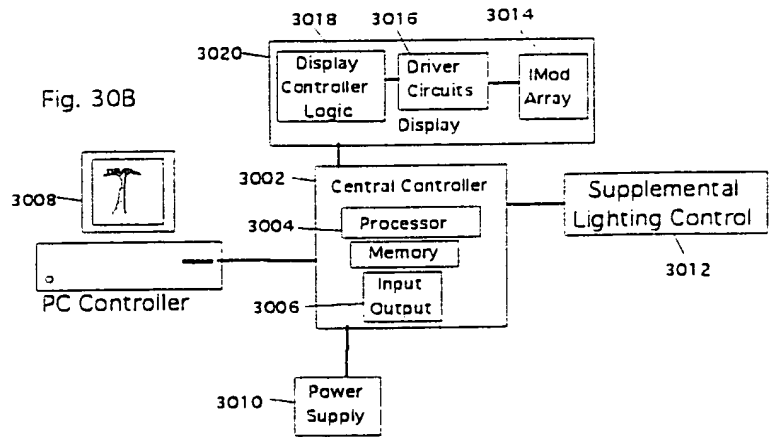 3018
3016
3014
3020
Display
Controller
Logic
Driver
Circuits
IMod
Array
Display
Fig. 30B
3002
Central Controller
3008
Supplemental
Lighting Control
3004
Processor
Memory
3012
3006
Input
Output
PC Controller
3010
Power
Supply